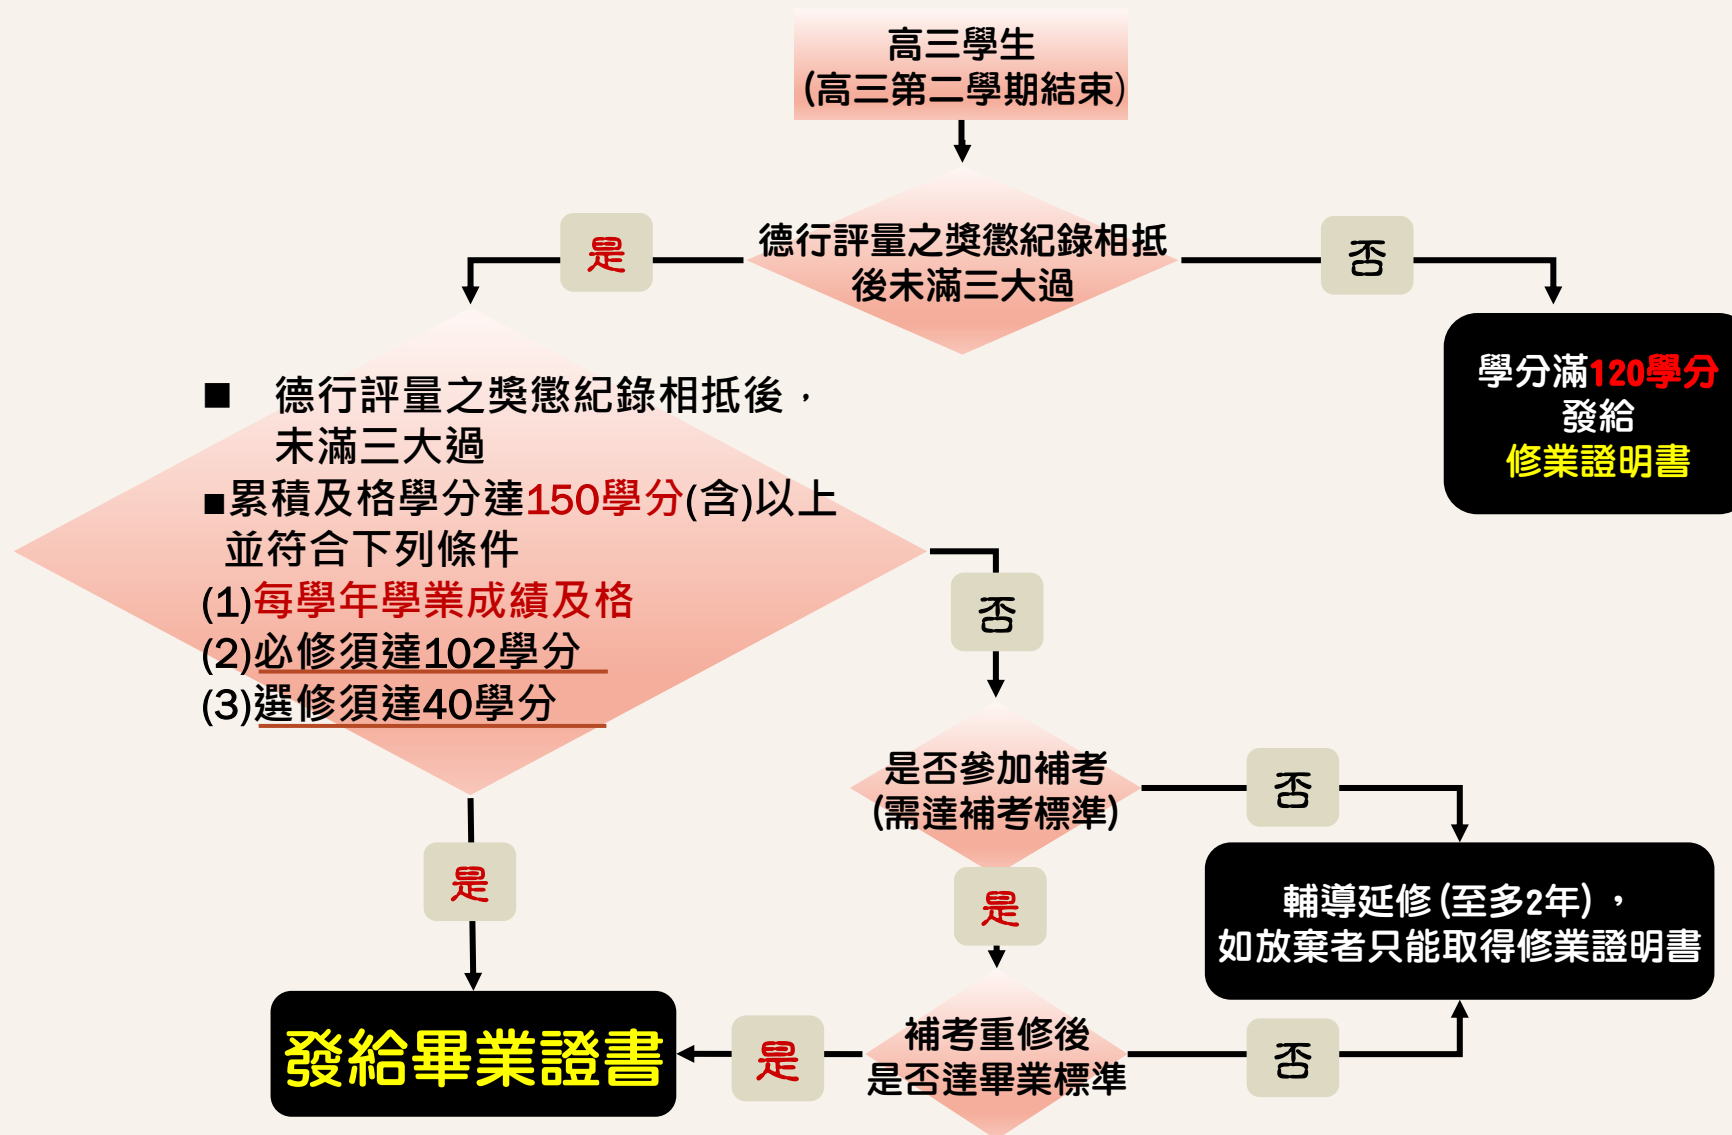 高三學生
(高三第二學期結束)
德行評量之獎懲紀錄相抵
後未滿三大過
是
否
學分滿120學分
發給
修業證明書
■ 德行評量之獎懲紀錄相抵後，
未滿三大過
■累積及格學分達150學分(含)以上
並符合下列條件
(1)每學年學業成績及格
(2)必修須達102學分
(3)選修須達40學分
否
是否參加補考
(需達補考標準)
否
是
是
輔導延修(至多2年)，
如放棄者只能取得修業證明書
補考重修後
是否達畢業標準
是
否
發給畢業證書